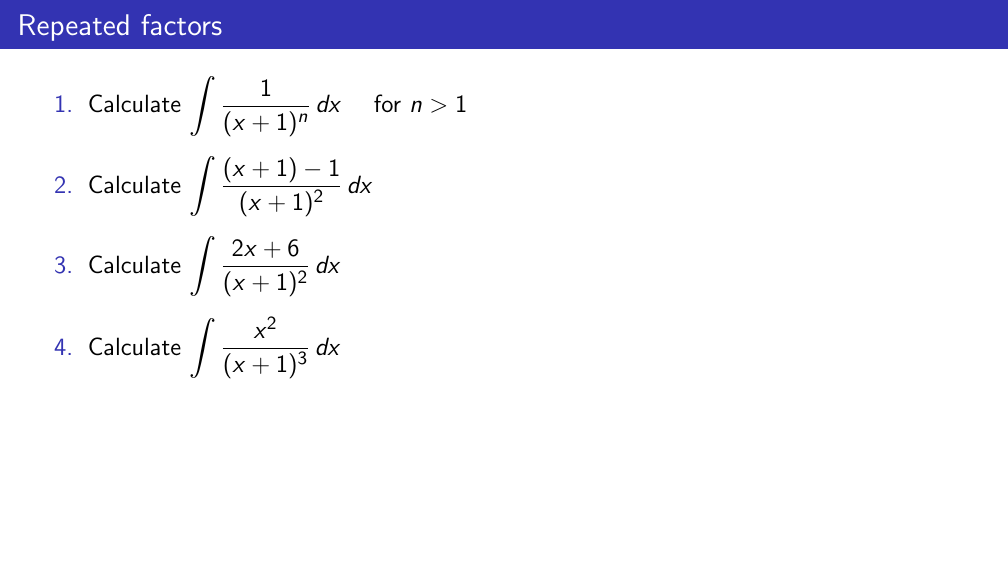 Repeated factors
1. Calculate ∫ 1/(x + 1)ⁿ dx for n > 1
2. Calculate ∫ ((x + 1) − 1)/(x + 1)² dx
3. Calculate ∫ (2x + 6)/(x + 1)² dx
4. Calculate ∫ x²/(x + 1)³ dx